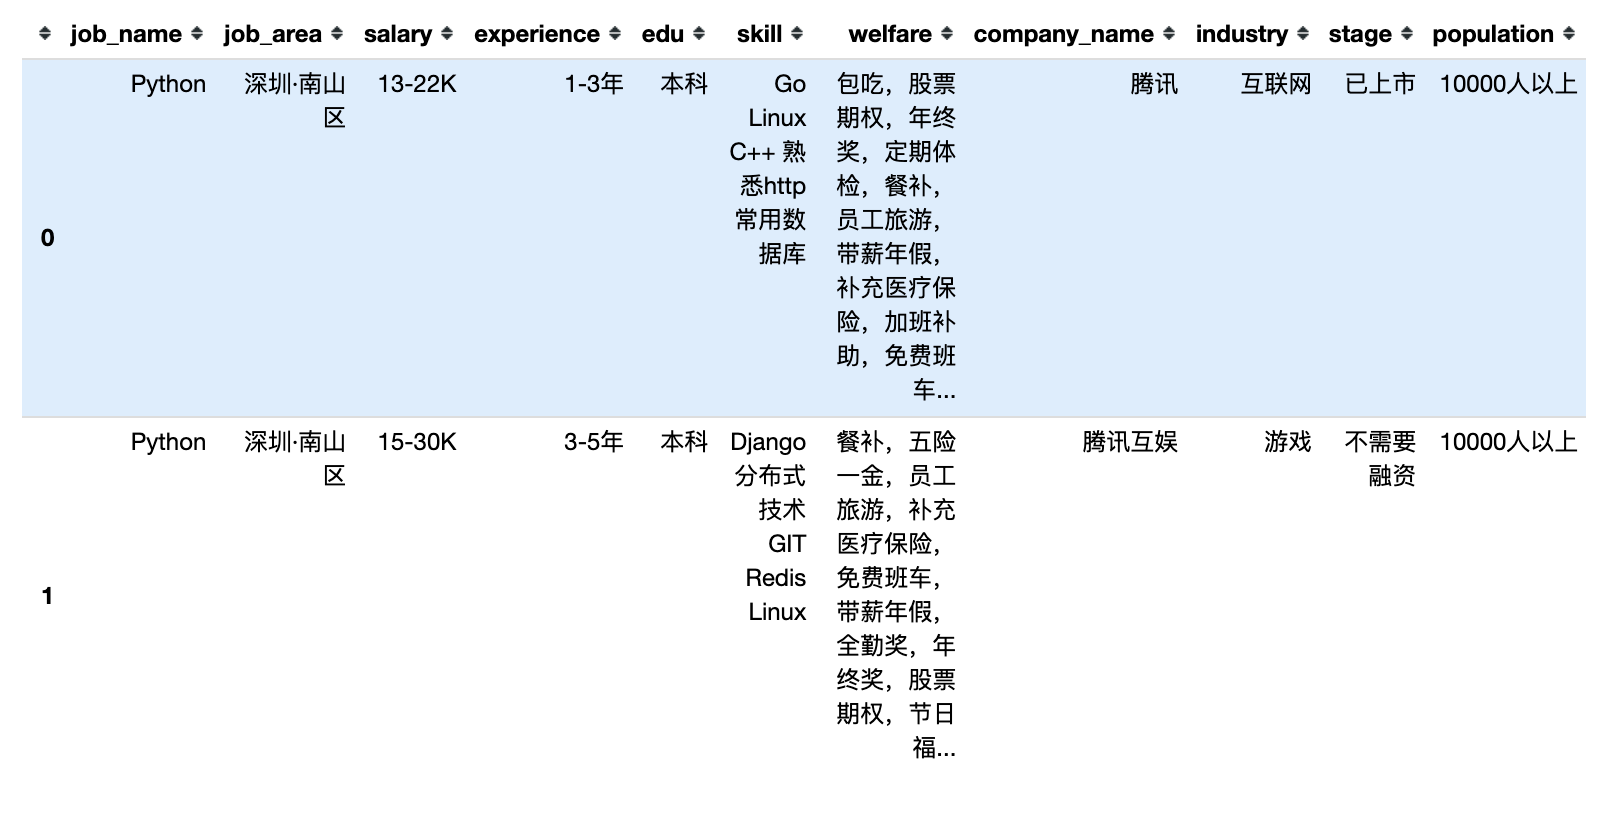 job_name job_area salary experience edu skill welfare company_name industry stage population
0
Python
深圳·南山
区
13-22K
1-3年
本科
Go
Linux
C++ 熟
悉http
常用数
据库
包吃，股票
期权，年终
奖，定期体
检，餐补，
员工旅游，
带薪年假，
补充医疗保
险，加班补
助，免费班
车...
腾讯
互联网
已上市
10000人以上
1
Python
深圳·南山
区
15-30K
3-5年
本科
Django
分布式
技术
GIT
Redis
Linux
餐补，五险
一金，员工
旅游，补充
医疗保险，
免费班车，
带薪年假，
全勤奖，年
终奖，股票
期权，节日
福...
腾讯互娱
游戏
不需要
融资
10000人以上